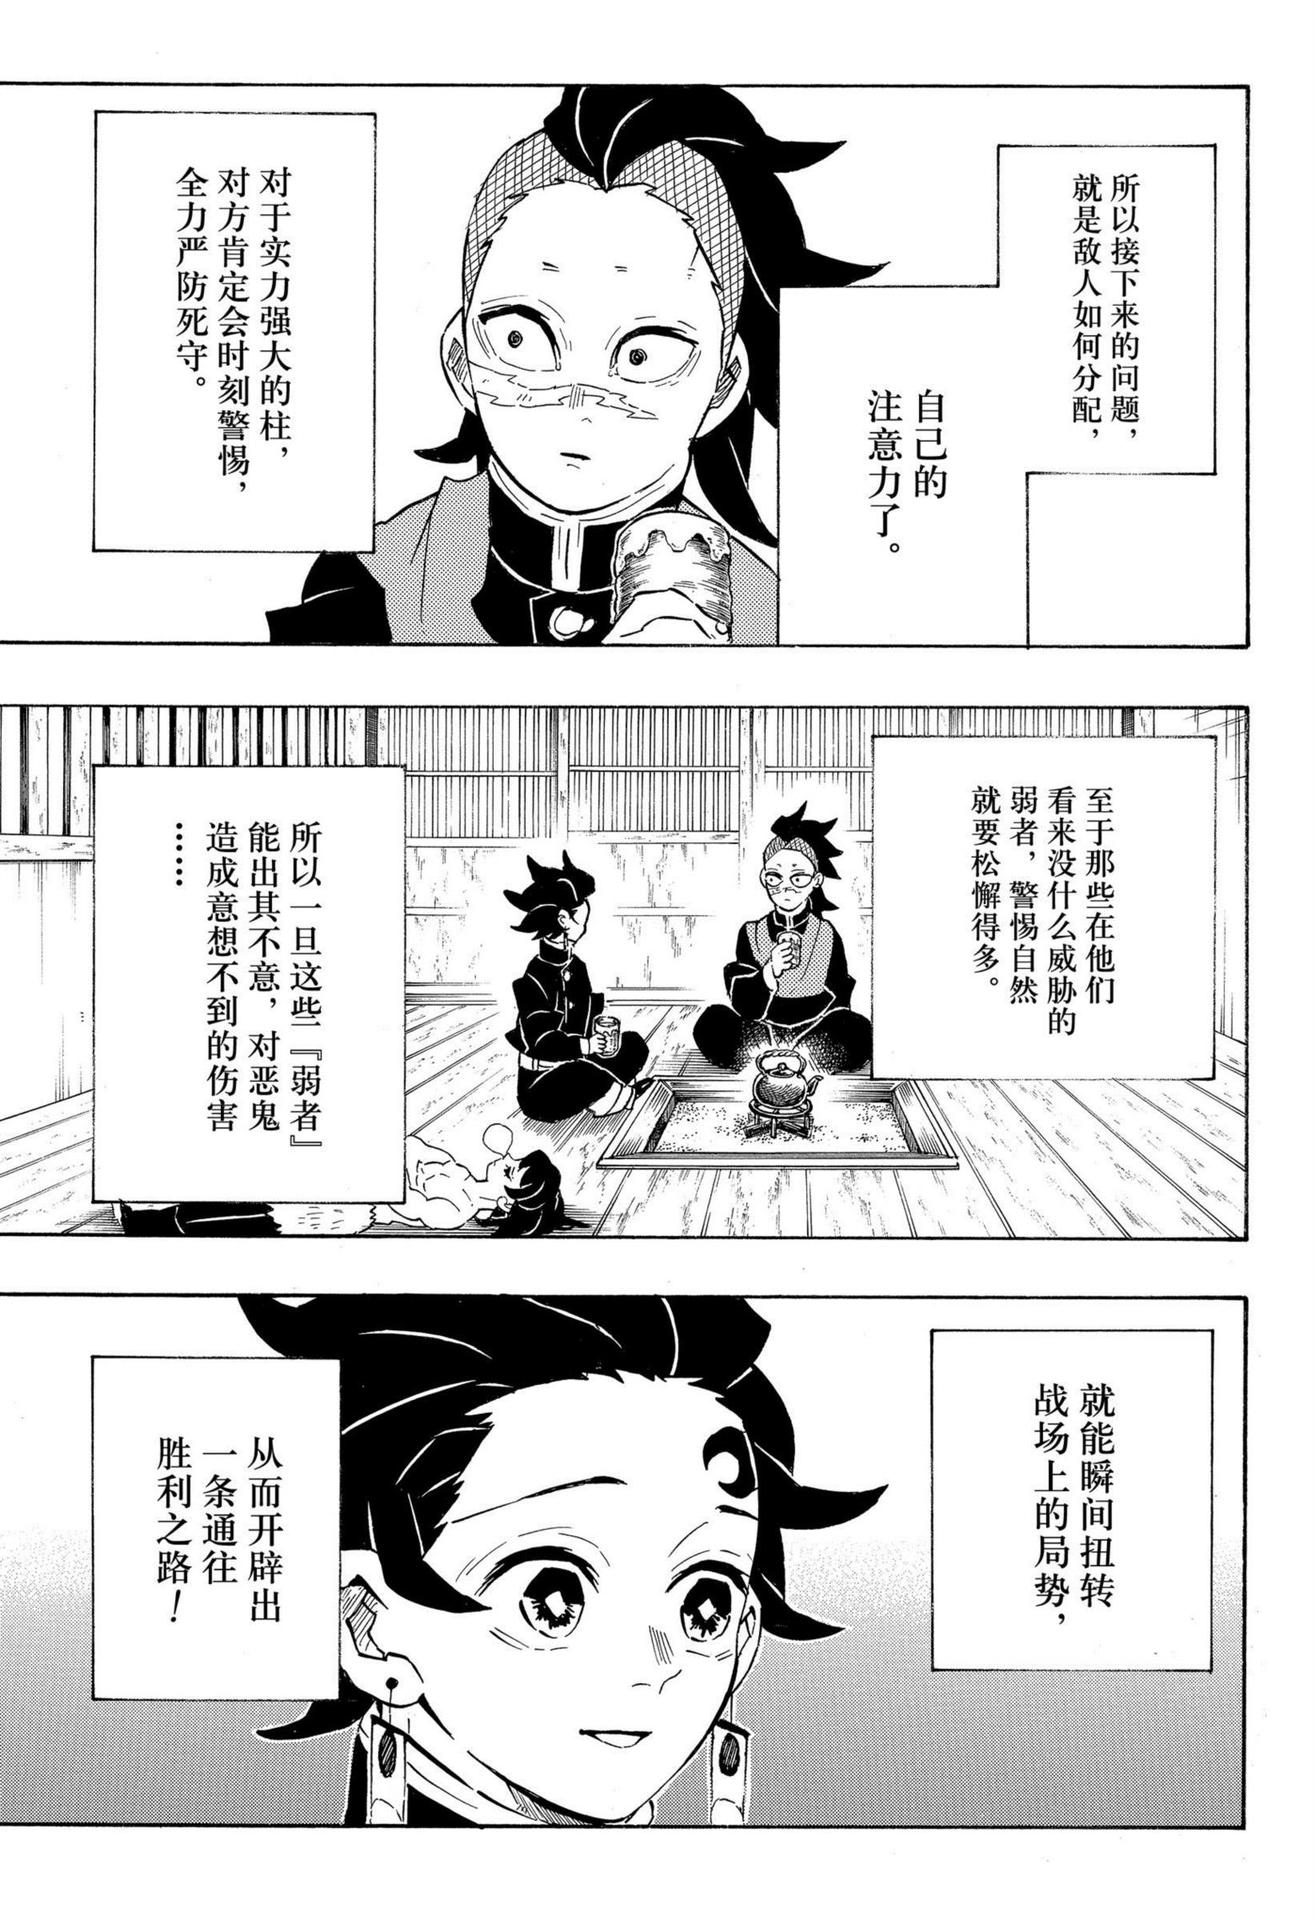 所以接下来的问题，
就是敌人如何分配，
自己的
注意力了。
对于实力强大的柱，
对方肯定会时刻警惕，
全力严防死守。
至于那些在他们
看来没什么威胁的
弱者，警惕自然
就要松懈得多。
所以一旦这些『弱者』
能出其不意，对恶鬼
造成意想不到的伤害
……
就能瞬间扭转
战场上的局势，
从而开辟出
一条通往
胜利之路！